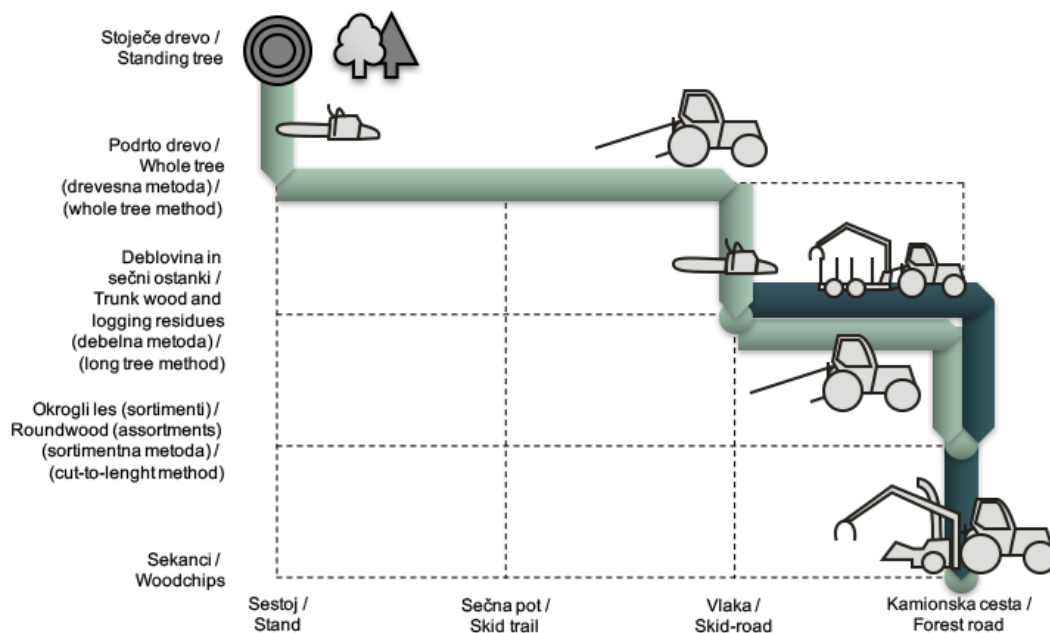 Stoječe drevo /
Standing tree
Podrto drevo /
Whole tree
(drevesna metoda) /
(whole tree method)
Deblovina in
sečni ostanki /
Trunk wood and
logging residues
(debelna metoda) /
(long tree method)
Okrogli les (sortimenti) /
Roundwood (assortments)
(sortimentna metoda) /
(cut-to-lenght method)
Sekanci /
Woodchips
Sestoj /
Stand
Sečna pot /
Skid trail
Vlaka /
Skid-road
Kamionska cesta /
Forest road